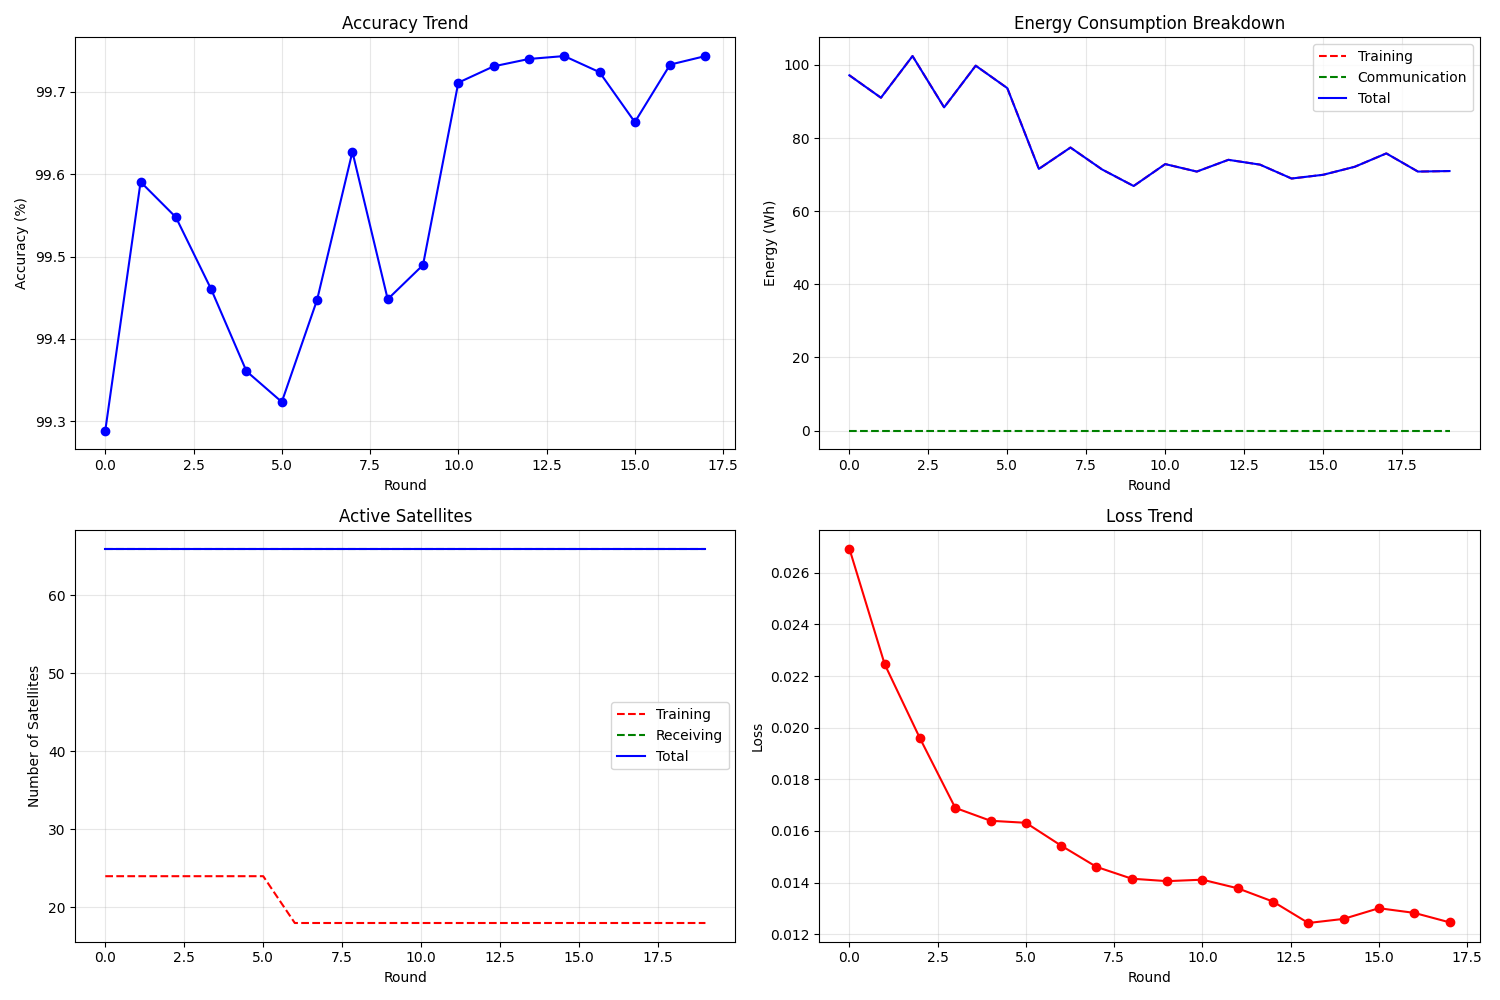 Accuracy Trend
Accuracy (%)
99.7
99.6
99.5
99.4
99.3
0.0 2.5 5.0 7.5 10.0 12.5 15.0 17.5
Round
Energy Consumption Breakdown
Energy (Wh)
100
80
60
40
20
0
Training
Communication
Total
0.0 2.5 5.0 7.5 10.0 12.5 15.0 17.5
Round
Active Satellites
Number of Satellites
60
50
40
30
20
Training
Receiving
Total
0.0 2.5 5.0 7.5 10.0 12.5 15.0 17.5
Round
Loss Trend
Loss
0.026
0.024
0.022
0.020
0.018
0.016
0.014
0.012
0.0 2.5 5.0 7.5 10.0 12.5 15.0 17.5
Round